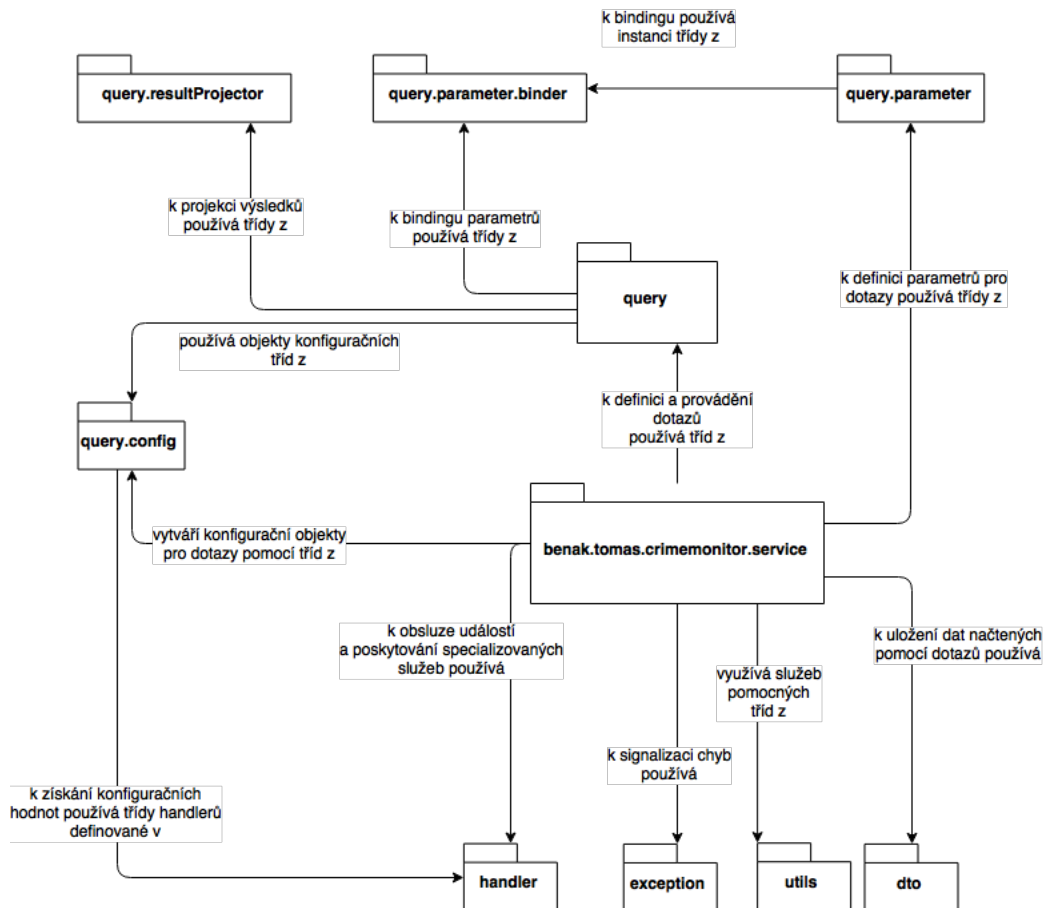 k bindingu používá
instanci třídy z
query.resultProjector
query.parameter.binder
query.parameter
k projekci výsledků
používá třídy z
k bindingu parametrů
používá třídy z
k definici parametrů pro
dotazy používá třídy z
query
používá objekty konfiguračních
tříd z
k definici a provádění
dotazů
používá tříd z
query.config
vytváří konfigurační objekty
pro dotazy pomocí tříd z
benak.tomas.crimemonitor.service
k obsluze událostí
a poskytování specializovaných
služeb používá
k uložení dat načtených
pomocí dotazů používá
využívá služeb
pomocných
tříd z
k signalizaci chyb
používá
k získání konfiguračních
hodnot používá třídy handlerů
definované v
handler
exception
utils
dto